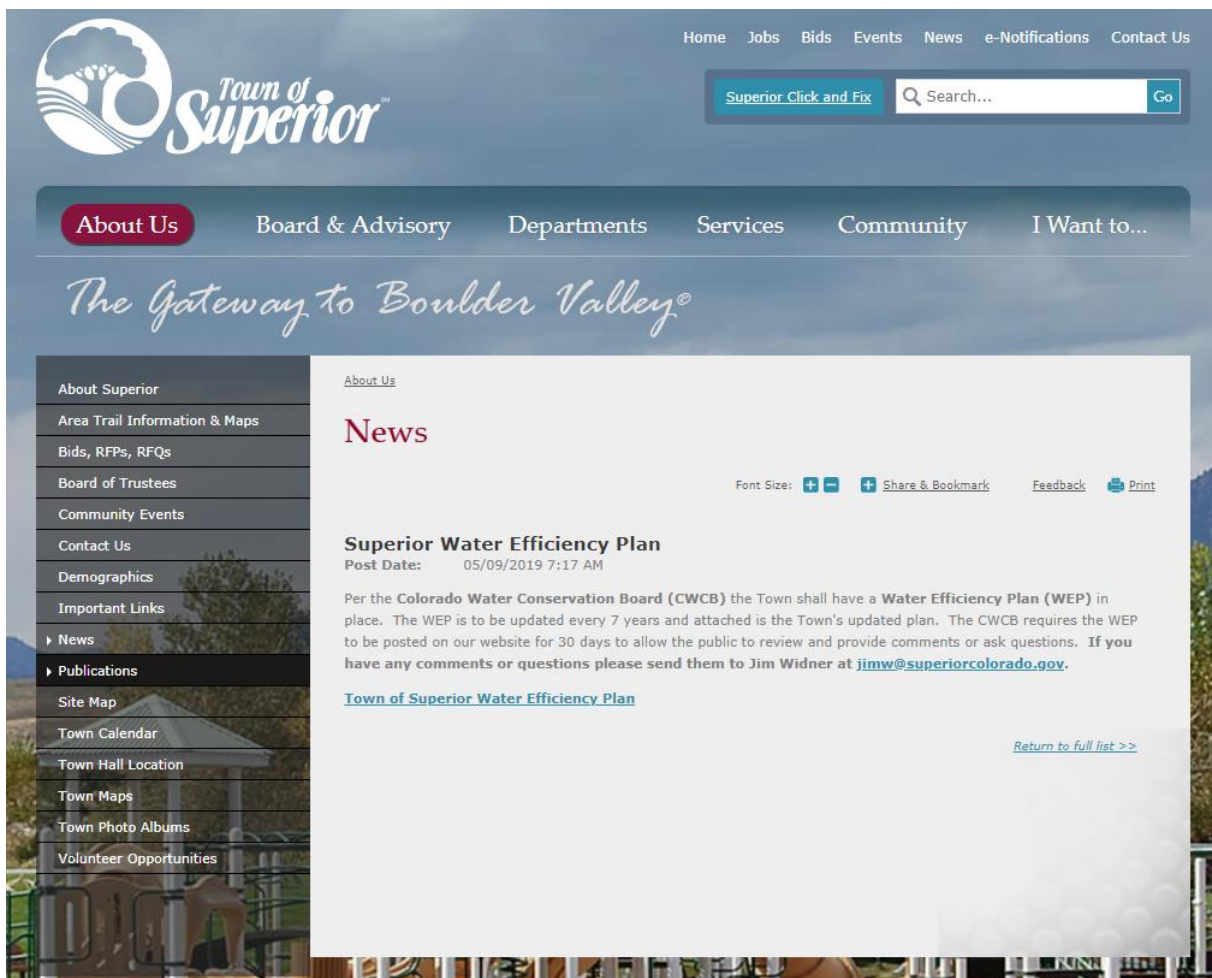 Home Jobs Bids Events News e-Notifications Contact Us
Town of
Superior™
Superior Click and Fix Search... Go
About Us Board & Advisory Departments Services Community I Want to...
The Gateway to Boulder Valley®
About Superior
Area Trail Information & Maps
Bids, RFPs, RFQs
Board of Trustees
Community Events
Contact Us
Demographics
Important Links
News
Publications
Site Map
Town Calendar
Town Hall Location
Town Maps
Town Photo Albums
Volunteer Opportunities
About Us
News
Font Size: Share & Bookmark Feedback Print
Superior Water Efficiency Plan
Post Date: 05/09/2019 7:17 AM
Per the Colorado Water Conservation Board (CWCB) the Town shall have a Water Efficiency Plan (WEP) in
place. The WEP is to be updated every 7 years and attached is the Town's updated plan. The CWCB requires the WEP
to be posted on our website for 30 days to allow the public to review and provide comments or ask questions. If you
have any comments or questions please send them to Jim Widner at jimw@superiorcolorado.gov.
Town of Superior Water Efficiency Plan
Return to full list >>